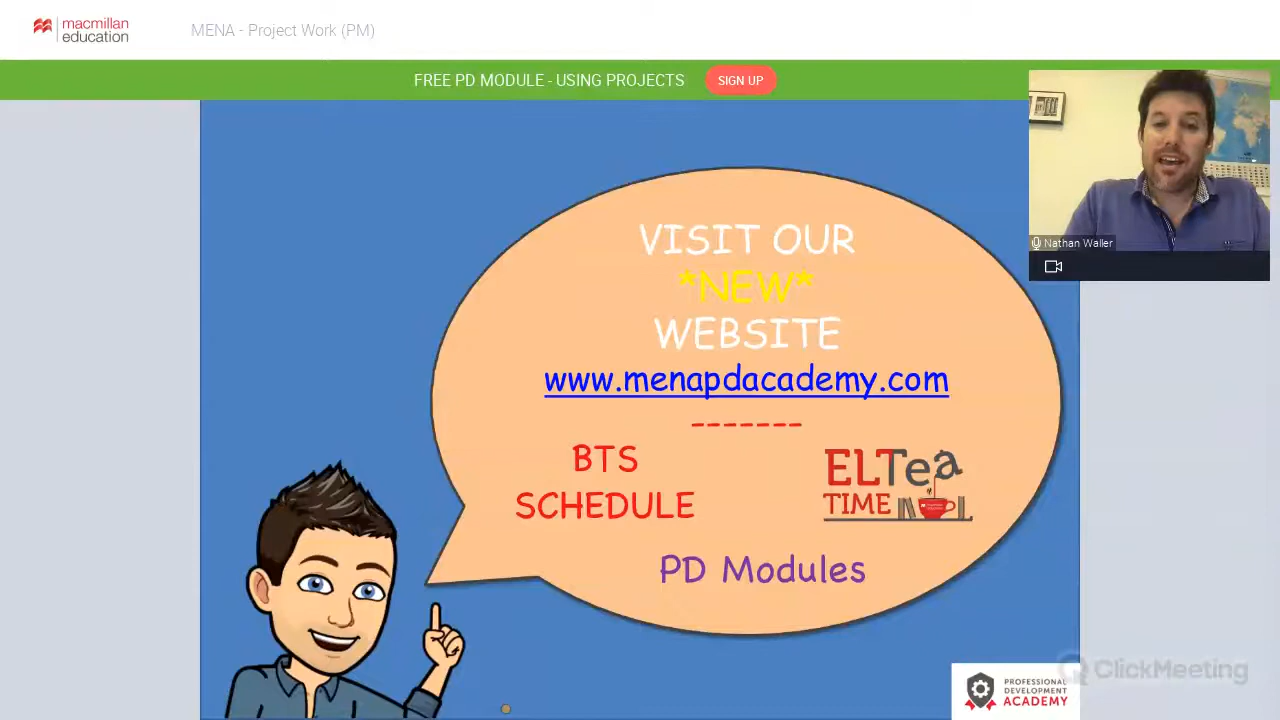 macmillan
education
MENA - Project Work (PM)
FREE PD MODULE - USING PROJECTS
SIGN UP
Nathan Waller
VISIT OUR
*NEW*
WEBSITE
www.menapdacademy.com
-------
BTS
SCHEDULE
ELTea
TIME
PD Modules
PROFESSIONAL
DEVELOPMENT
ACADEMY
ClickMeeting